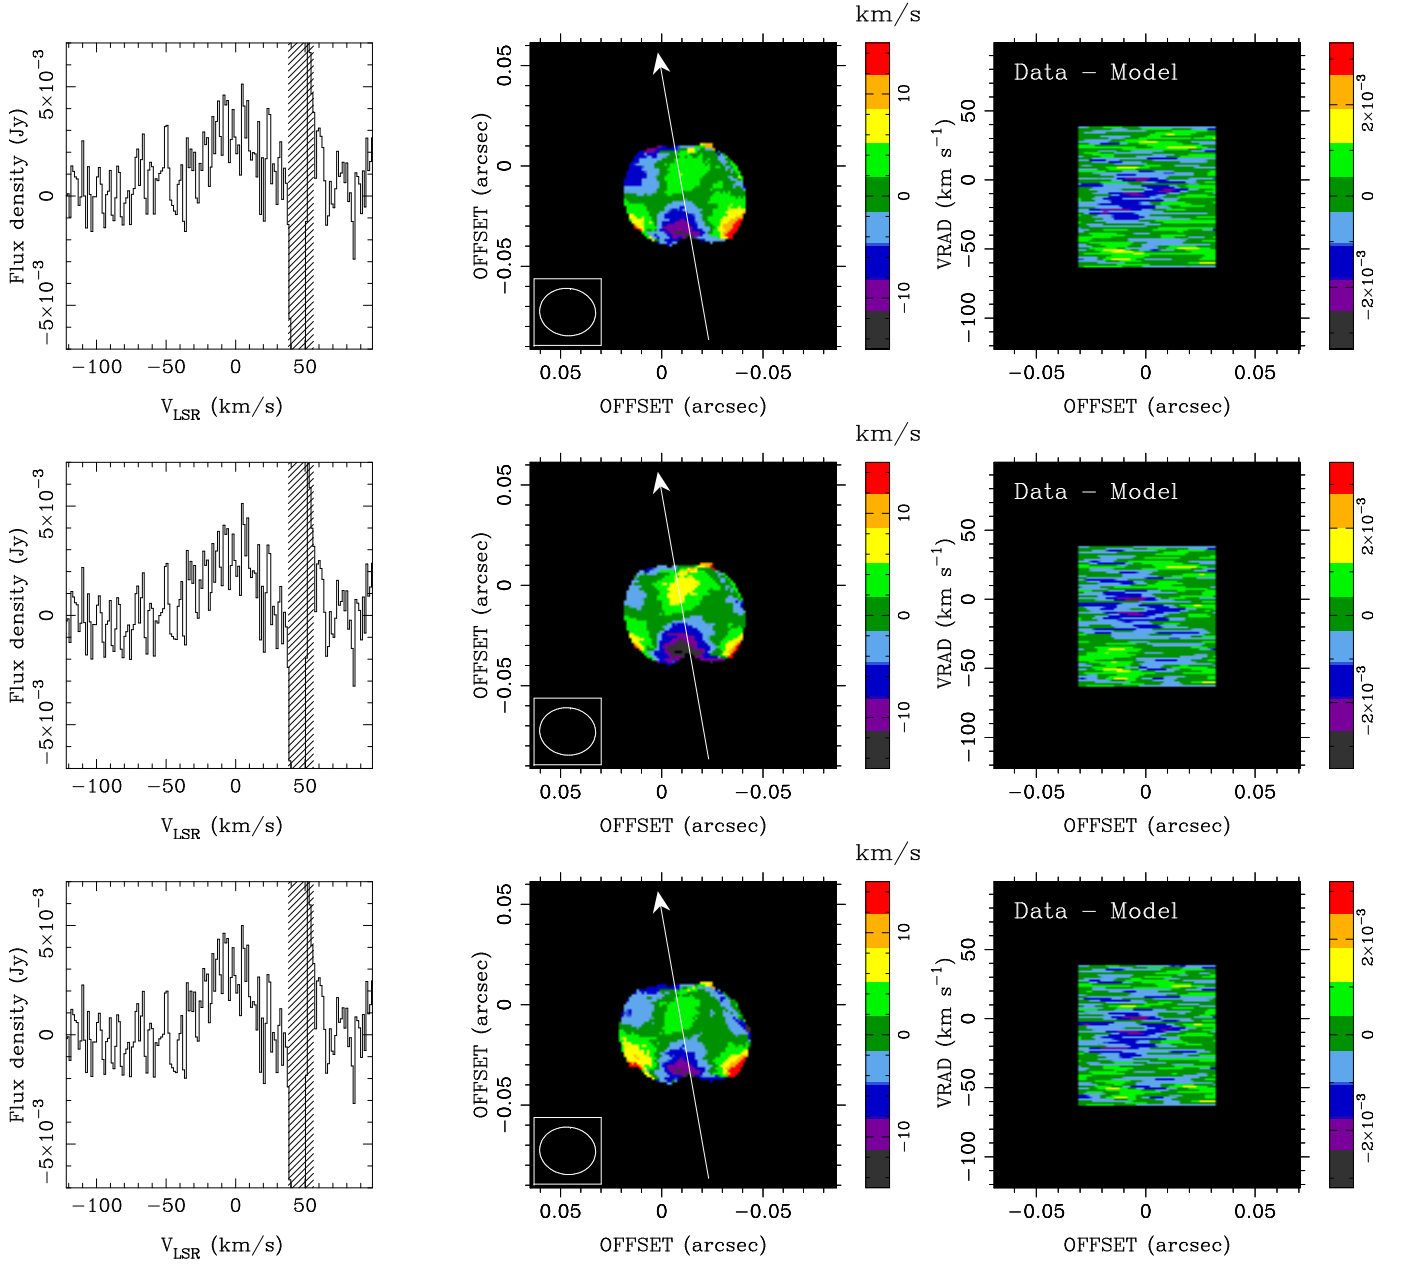 km/s
Flux density (Jy)
5×10⁻³
0
−5×10⁻³
−100 −50 0 50
V_LSR (km/s)
OFFSET (arcsec)
0.05
0
−0.05
0.05 0 −0.05
OFFSET (arcsec)
10
0
−10
Data − Model
VRAD (km s⁻¹)
50
0
−50
−100
−0.05 0 0.05
OFFSET (arcsec)
2×10⁻³
0
−2×10⁻³
km/s
Flux density (Jy)
5×10⁻³
0
−5×10⁻³
−100 −50 0 50
V_LSR (km/s)
OFFSET (arcsec)
0.05
0
−0.05
0.05 0 −0.05
OFFSET (arcsec)
10
0
−10
Data − Model
VRAD (km s⁻¹)
50
0
−50
−100
−0.05 0 0.05
OFFSET (arcsec)
2×10⁻³
0
−2×10⁻³
km/s
Flux density (Jy)
5×10⁻³
0
−5×10⁻³
−100 −50 0 50
V_LSR (km/s)
OFFSET (arcsec)
0.05
0
−0.05
0.05 0 −0.05
OFFSET (arcsec)
10
0
−10
Data − Model
VRAD (km s⁻¹)
50
0
−50
−100
−0.05 0 0.05
OFFSET (arcsec)
2×10⁻³
0
−2×10⁻³